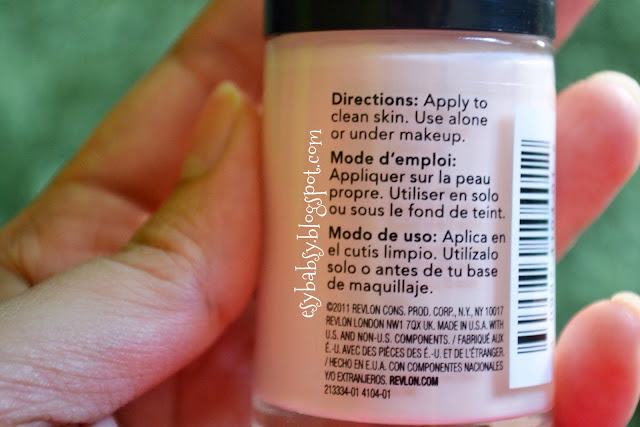 Directions: Apply to
clean skin. Use alone
or under makeup.
Mode d'emploi:
Appliquer sur la peau
propre. Utiliser en solo
ou sous le fond de teint.
Modo de uso: Aplica en
el cutis limpio. Utilízalo
solo o antes de tu base
de maquillaje.
©2011 REVLON CONS. PROD. CORP., N.Y., NY 10017
REVLON LONDON NW1 7QX UK. MADE IN U.S.A. WITH
U.S. AND NON-U.S. COMPONENTS. / FABRIQUÉ AUX
É.-U. AVEC DES PIÈCES DES É.-U. ET DE L'ÉTRANGER.
/ HECHO EN E.U.A. CON COMPONENTES NACIONALES
Y/O EXTRANJEROS. REVLON.COM
213334-01 4104-01
esybabsy.blogspot.com